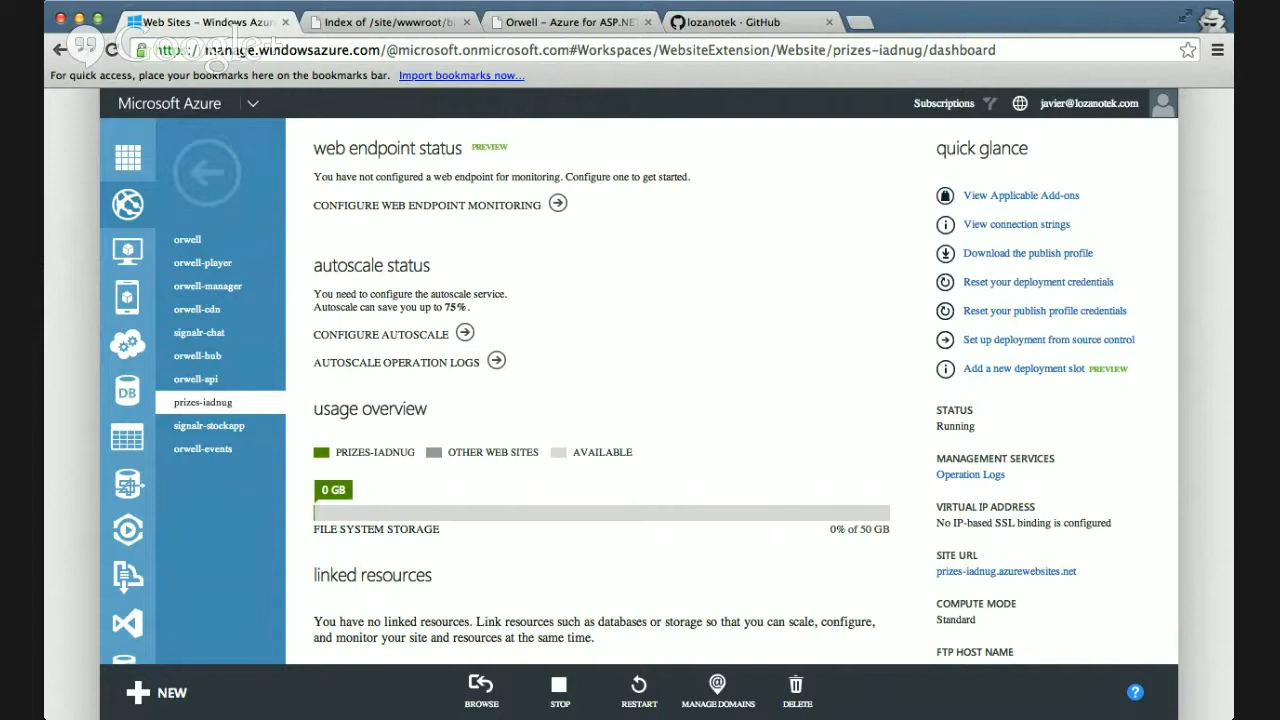 Web Sites - Windows Azur
Index of /site/wwwroot/b
Orwell - Azure for ASP.NET
lozanotek · GitHub
Google+
https://manage.windowsazure.com/@microsoft.onmicrosoft.com#Workspaces/WebsiteExtension/Website/prizes-iadnug/dashboard
For quick access, place your bookmarks here on the bookmarks bar. Import bookmarks now...
Microsoft Azure
Subscriptions
javier@lozanotek.com
orwell
orwell-player
orwell-manager
orwell-cdn
signalr-chat
orwell-hub
orwell-api
prizes-iadnug
signalr-stockapp
orwell-events
DB
web endpoint status PREVIEW
You have not configured a web endpoint for monitoring. Configure one to get started.
CONFIGURE WEB ENDPOINT MONITORING
autoscale status
You need to configure the autoscale service.
Autoscale can save you up to 75%.
CONFIGURE AUTOSCALE
AUTOSCALE OPERATION LOGS
usage overview
PRIZES-IADNUG OTHER WEB SITES AVAILABLE
0 GB
FILE SYSTEM STORAGE 0% of 50 GB
linked resources
You have no linked resources. Link resources such as databases or storage so that you can scale, configure,
and monitor your site and resources at the same time.
quick glance
View Applicable Add-ons
View connection strings
Download the publish profile
Reset your deployment credentials
Reset your publish profile credentials
Set up deployment from source control
Add a new deployment slot PREVIEW
STATUS
Running
MANAGEMENT SERVICES
Operation Logs
VIRTUAL IP ADDRESS
No IP-based SSL binding is configured
SITE URL
prizes-iadnug.azurewebsites.net
COMPUTE MODE
Standard
FTP HOST NAME
NEW
BROWSE
STOP
RESTART
MANAGE DOMAINS
DELETE
?